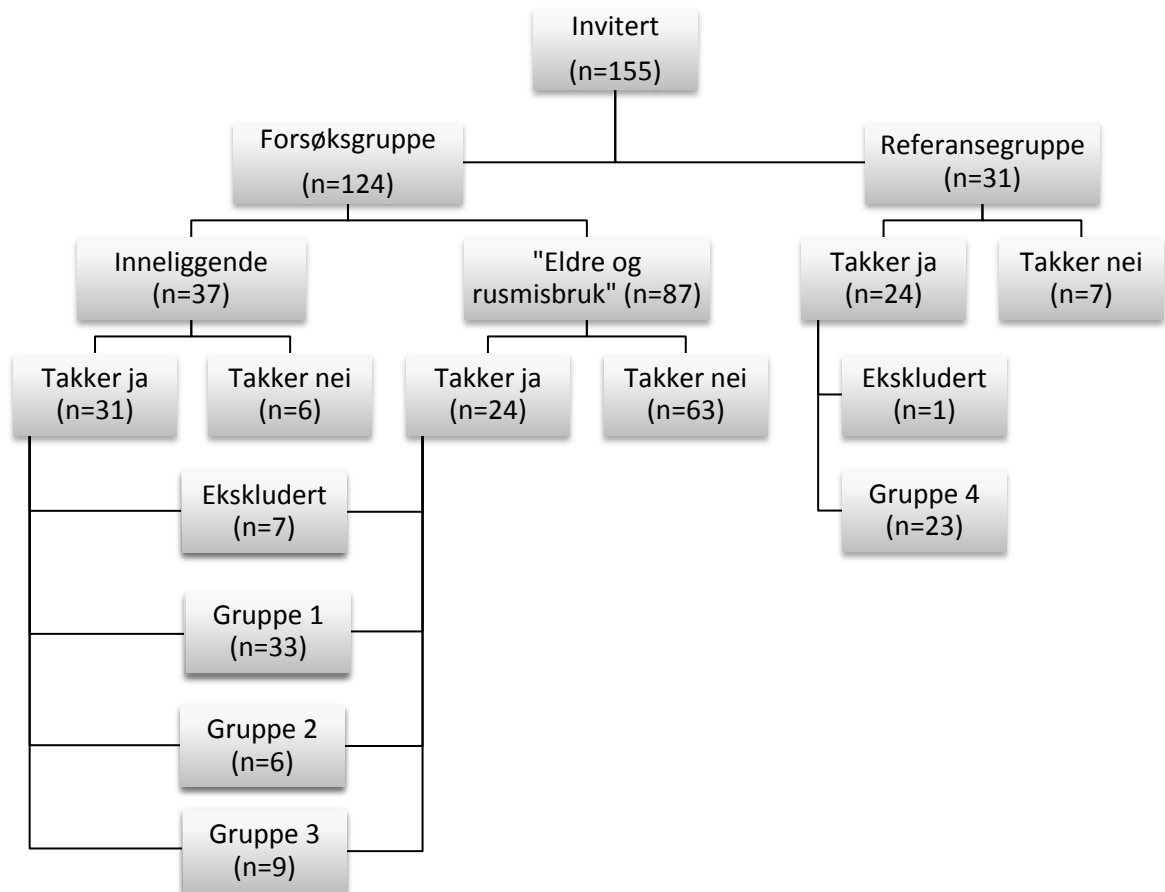 Invitert
(n=155)
Forsøksgruppe
(n=124)
Referansegruppe
(n=31)
Inneliggende
(n=37)
"Eldre og
rusmisbruk" (n=87)
Takker ja
(n=24)
Takker nei
(n=7)
Takker ja
(n=31)
Takker nei
(n=6)
Takker ja
(n=24)
Takker nei
(n=63)
Ekskludert
(n=1)
Ekskludert
(n=7)
Gruppe 4
(n=23)
Gruppe 1
(n=33)
Gruppe 2
(n=6)
Gruppe 3
(n=9)